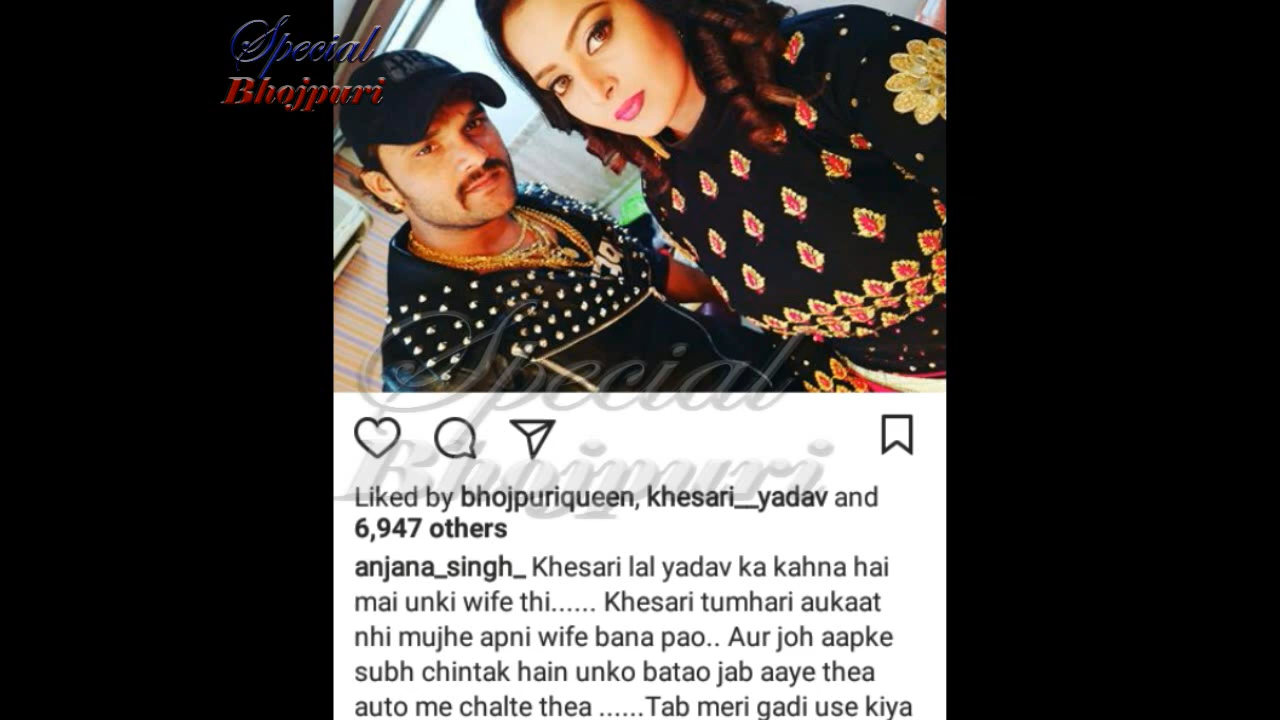 Special
Bhojpuri
Special
Bhojpuri
Liked by bhojpuriqueen, khesari__yadav and
6,947 others
anjana_singh_ Khesari lal yadav ka kahna hai
mai unki wife thi...... Khesari tumhari aukaat
nhi mujhe apni wife bana pao.. Aur joh aapke
subh chintak hain unko batao jab aaye thea
auto me chalte thea ......Tab meri gadi use kiya